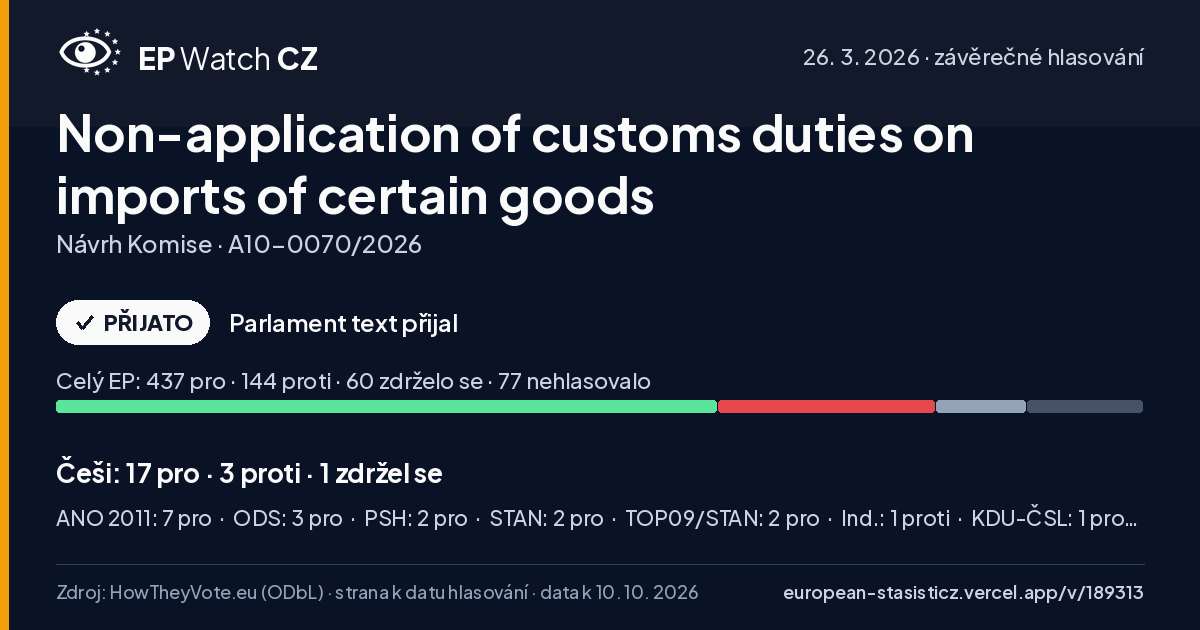 EP Watch CZ
26. 3. 2026 · závěrečné hlasování
Non-application of customs duties on
imports of certain goods
Návrh Komise · A10-0070/2026
✓ PŘIJATO
Parlament text přijal
Celý EP: 437 pro · 144 proti · 60 zdrželo se · 77 nehlasovalo
Češi: 17 pro · 3 proti · 1 zdržel se
ANO 2011: 7 pro · ODS: 3 pro · PSH: 2 pro · STAN: 2 pro · TOP09/STAN: 2 pro · Ind.: 1 proti · KDU-ČSL: 1 pro…
Zdroj: HowTheyVote.eu (ODbL) · strana k datu hlasování · data k 10. 10. 2026
european-stasisticz.vercel.app/v/189313